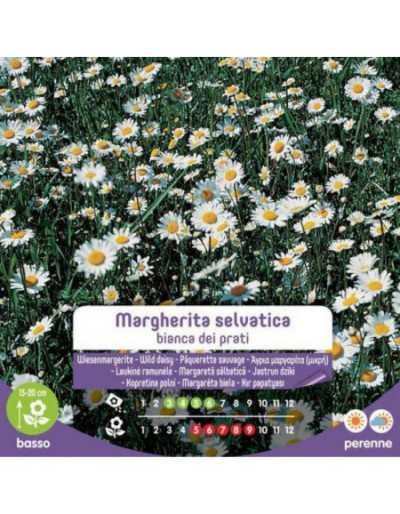 Margherita selvatica
bianca dei prati
Wiesenmargerite - Wild daisy - Pâquerette sauvage - Άγρια μαργαρίτα (μικρή)
- Laukinė ramunėlė - Margaretă sălbatică - Jastrun dziki
- Kopretina polní - Margaréta biela - Kır papatyası
15-20 cm
1 2 3 4 5 6 7 8 9 10 11 12
1 2 3 4 5 6 7 8 9 10 11 12
basso
perenne